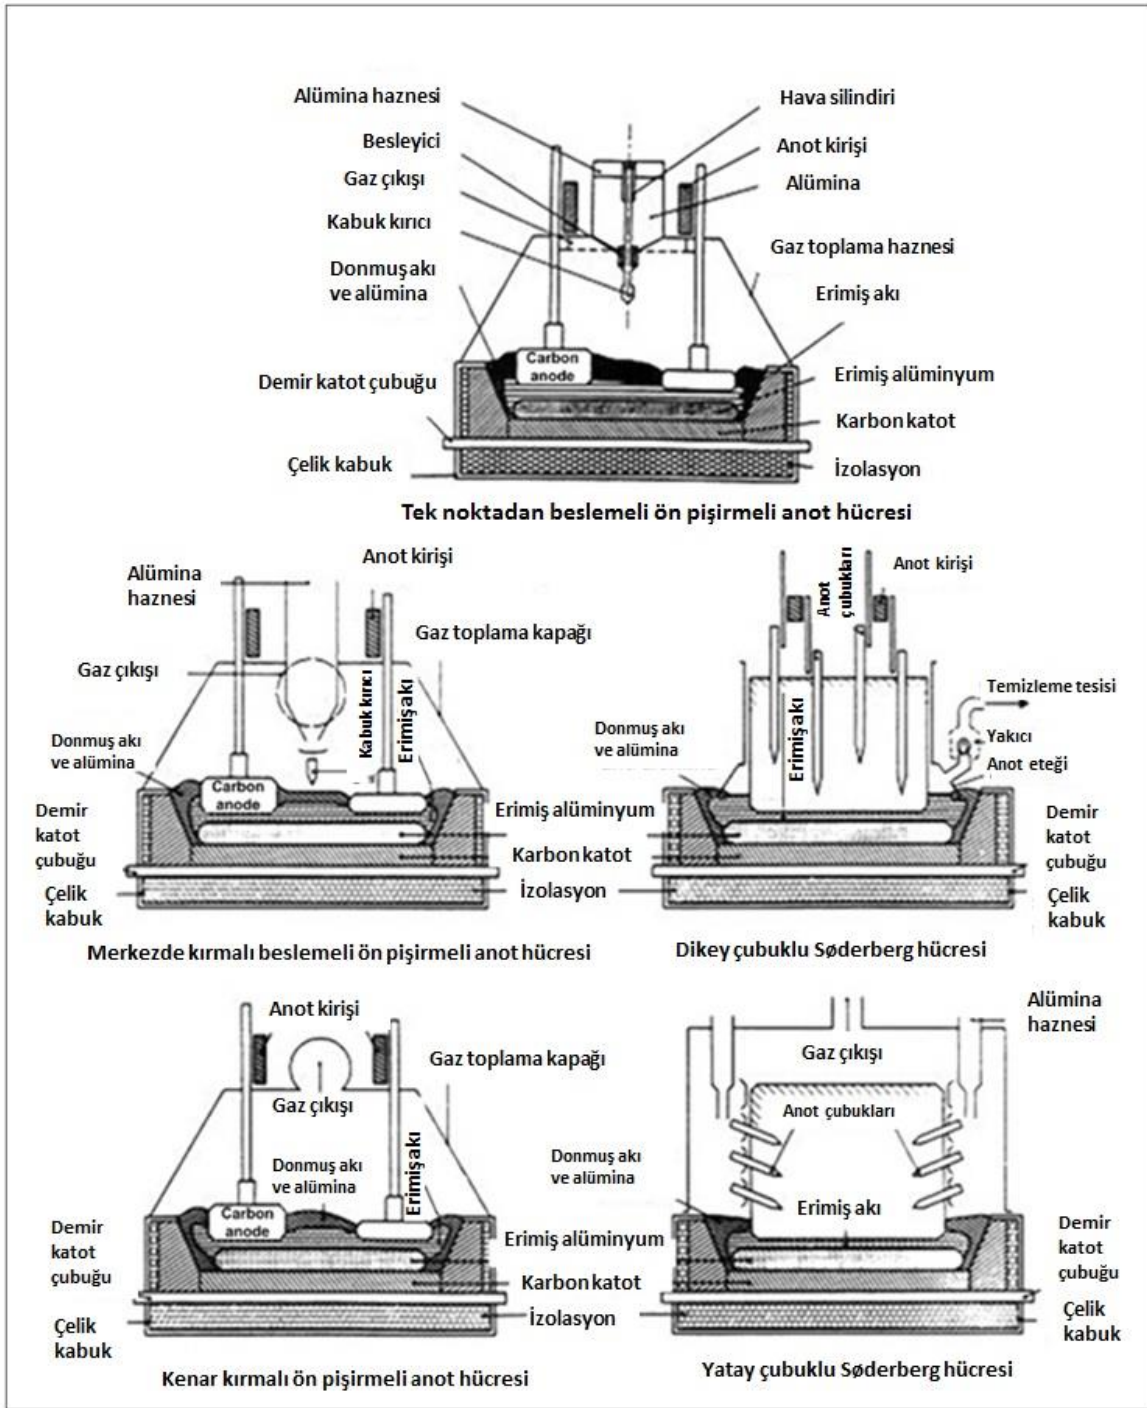 Alümina haznesi
Besleyici
Gaz çıkışı
Kabuk kırıcı
Donmuş akı
ve alümina
Demir katot çubuğu
Çelik kabuk
Hava silindiri
Anot kirişi
Alümina
Gaz toplama haznesi
Erimiş akı
Erimiş alüminyum
Karbon katot
İzolasyon
Carbon
anode
Tek noktadan beslemeli ön pişirmeli anot hücresi
Alümina
haznesi
Anot kirişi
Gaz toplama kapağı
Gaz çıkışı
Kabuk kırıcı
Erimiş akı
Donmuş akı
ve alümina
Carbon
anode
Demir
katot
çubuğu
Çelik
kabuk
Erimiş alüminyum
Karbon katot
İzolasyon
Merkezde kırmalı beslemeli ön pişirmeli anot hücresi
Anot
çubukları
Anot kirişi
Temizleme tesisi
Yakıcı
Anot eteği
Donmuş akı
ve alümina
Erimiş akı
Demir
katot
çubuğu
Çelik
kabuk
Dikey çubuklu Søderberg hücresi
Anot kirişi
Gaz toplama kapağı
Gaz çıkışı
Donmuş akı
ve alümina
Erimiş akı
Carbon
anode
Demir
katot
çubuğu
Çelik
kabuk
Erimiş alüminyum
Karbon katot
İzolasyon
Kenar kırmalı ön pişirmeli anot hücresi
Alümina
haznesi
Gaz çıkışı
Anot çubukları
Donmuş akı
ve alümina
Erimiş akı
Demir
katot
çubuğu
Çelik
kabuk
Yatay çubuklu Søderberg hücresi